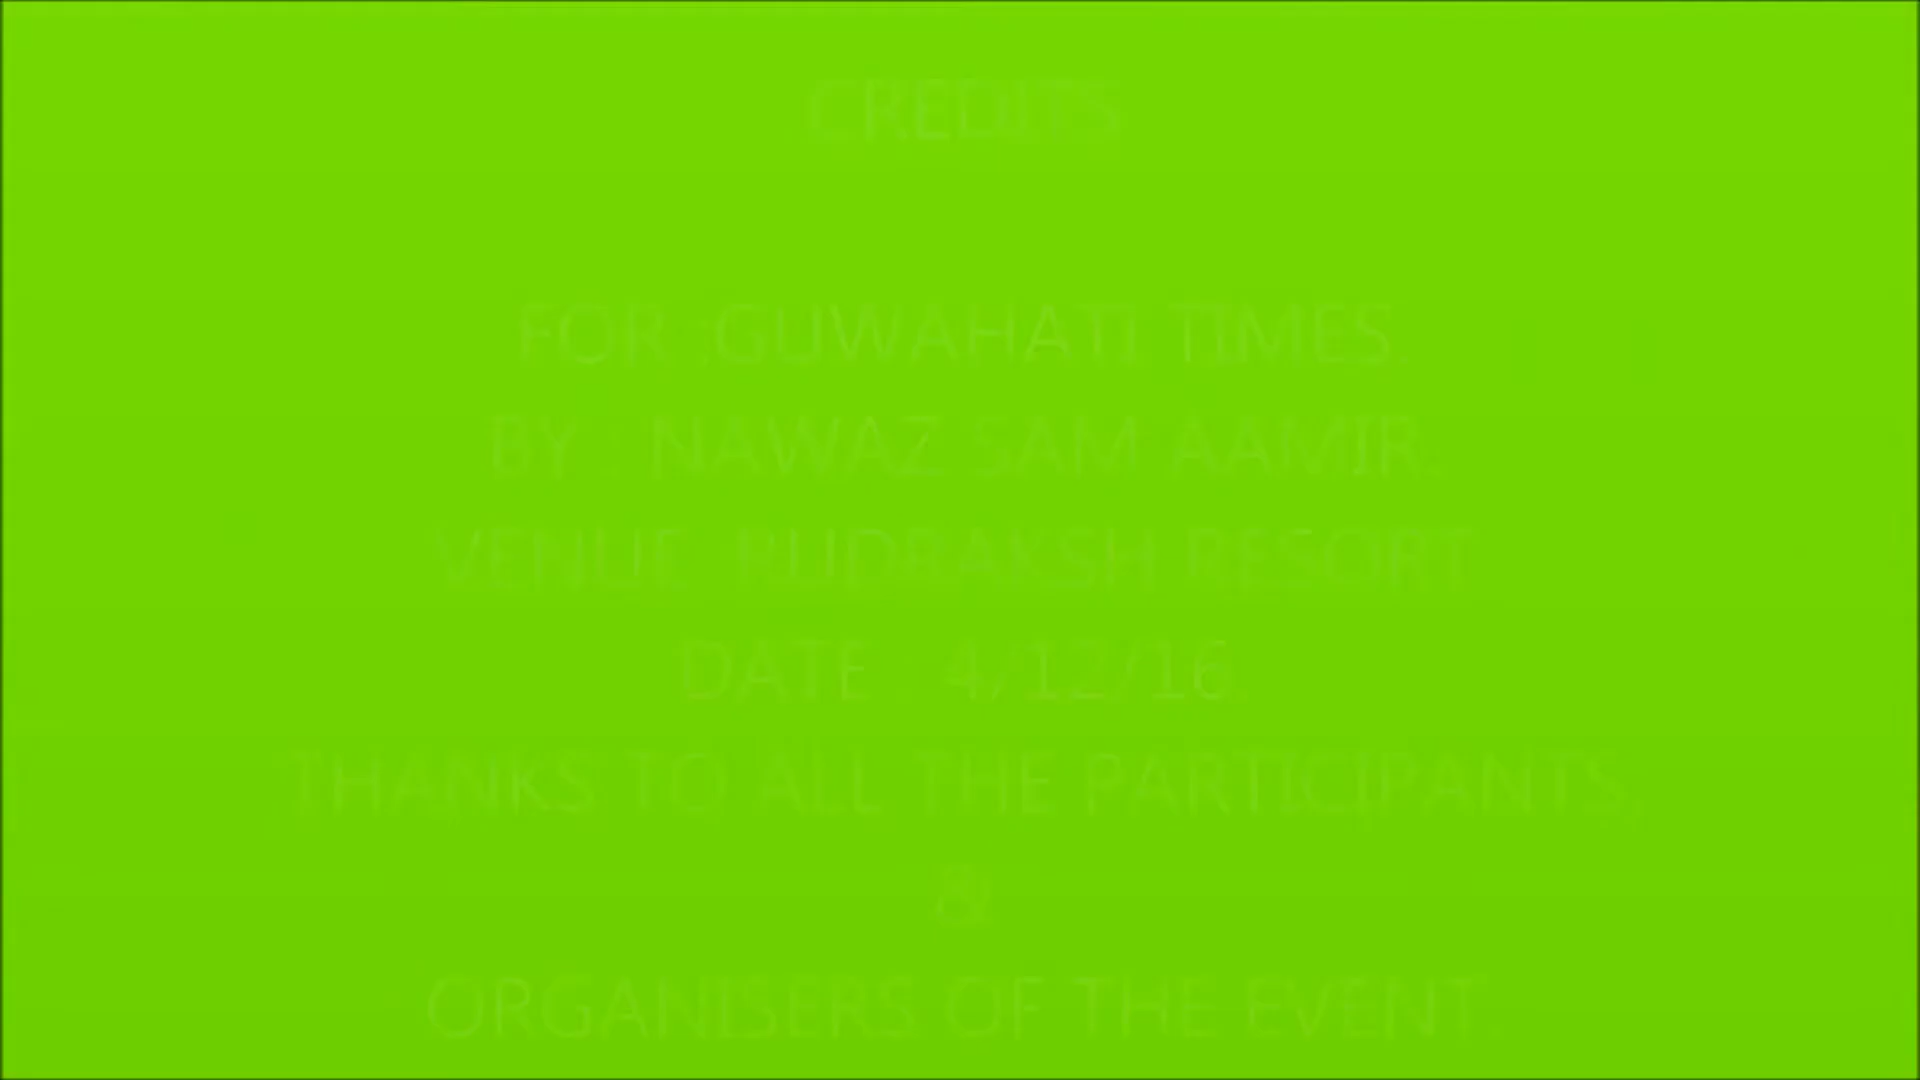 CREDITS
FOR :GUWAHATI TIMES.
BY : NAWAZ SAM AAMIR.
VENUE RUDRAKSH RESORT
DATE : 4/12/16.
THANKS TO ALL THE PARTICIPANTS,
&
ORGANISERS OF THE EVENT